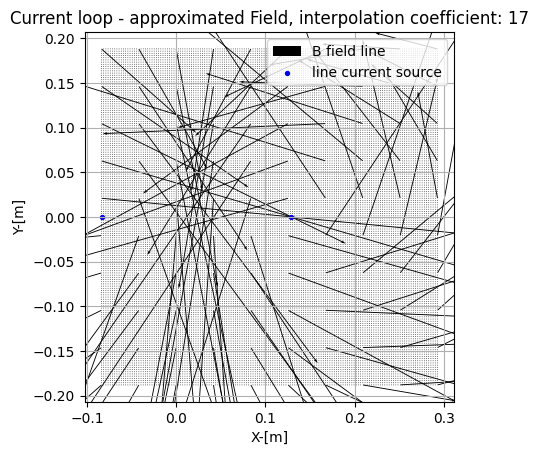 Current loop - approximated Field, interpolation coefficient: 17
B field line
line current source
0.20
0.15
0.10
0.05
0.00
−0.05
−0.10
−0.15
−0.20
Y-[m]
−0.1 0.0 0.1 0.2 0.3
X-[m]